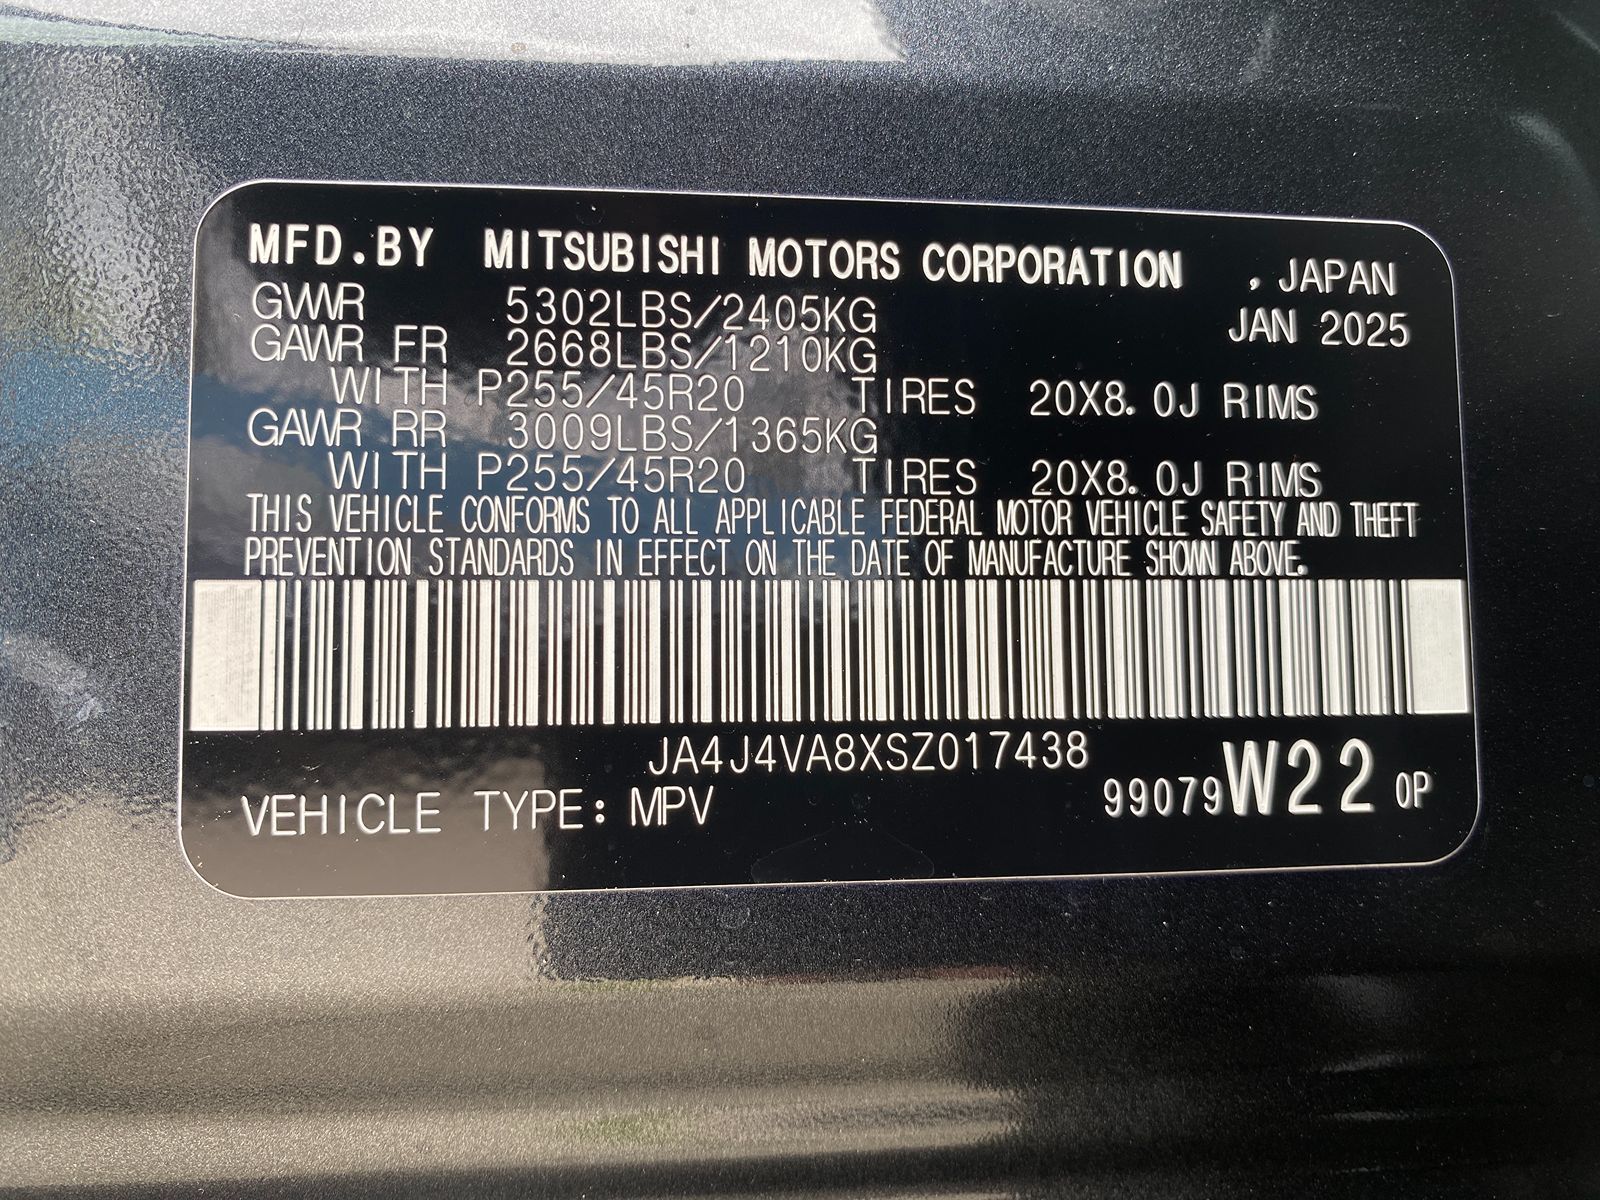 MFD.BY MITSUBISHI MOTORS CORPORATION , JAPAN
GVWR 5302LBS/2405KG JAN 2025
GAWR FR 2668LBS/1210KG
WITH P255/45R20 TIRES 20X8.0J RIMS
GAWR RR 3009LBS/1365KG
WITH P255/45R20 TIRES 20X8.0J RIMS
THIS VEHICLE CONFORMS TO ALL APPLICABLE FEDERAL MOTOR VEHICLE SAFETY AND THEFT
PREVENTION STANDARDS IN EFFECT ON THE DATE OF MANUFACTURE SHOWN ABOVE.
JA4J4VA8XSZ017438
VEHICLE TYPE: MPV 99079W22 0P